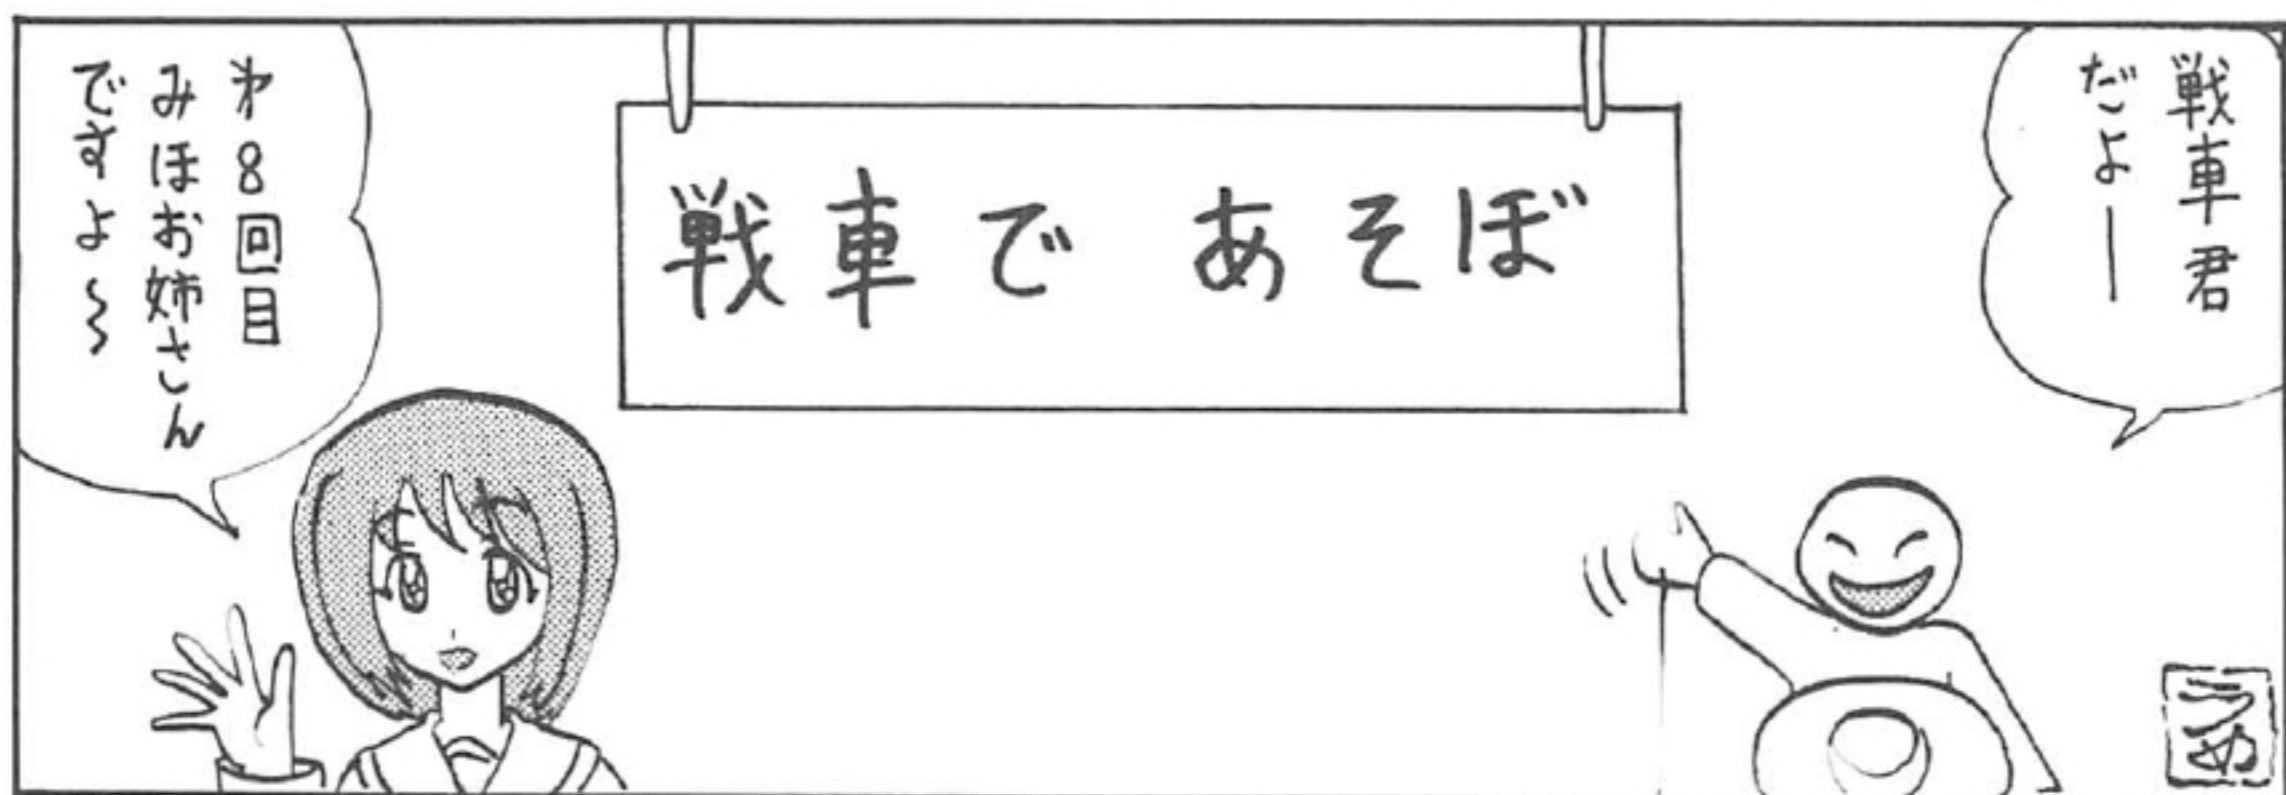 戦車君
だよー
戦車で あそぼ
㐧8回目
みほお姉さん
ですよ〜
うめ